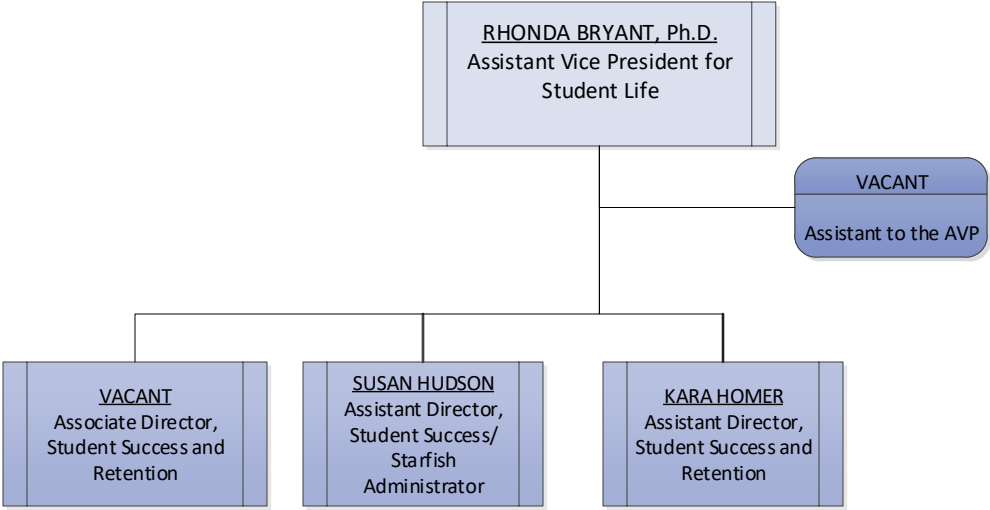 RHONDA BRYANT, Ph.D.
Assistant Vice President for
Student Life
VACANT
Assistant to the AVP
VACANT
Associate Director,
Student Success and
Retention
SUSAN HUDSON
Assistant Director,
Student Success/
Starfish
Administrator
KARA HOMER
Assistant Director,
Student Success and
Retention